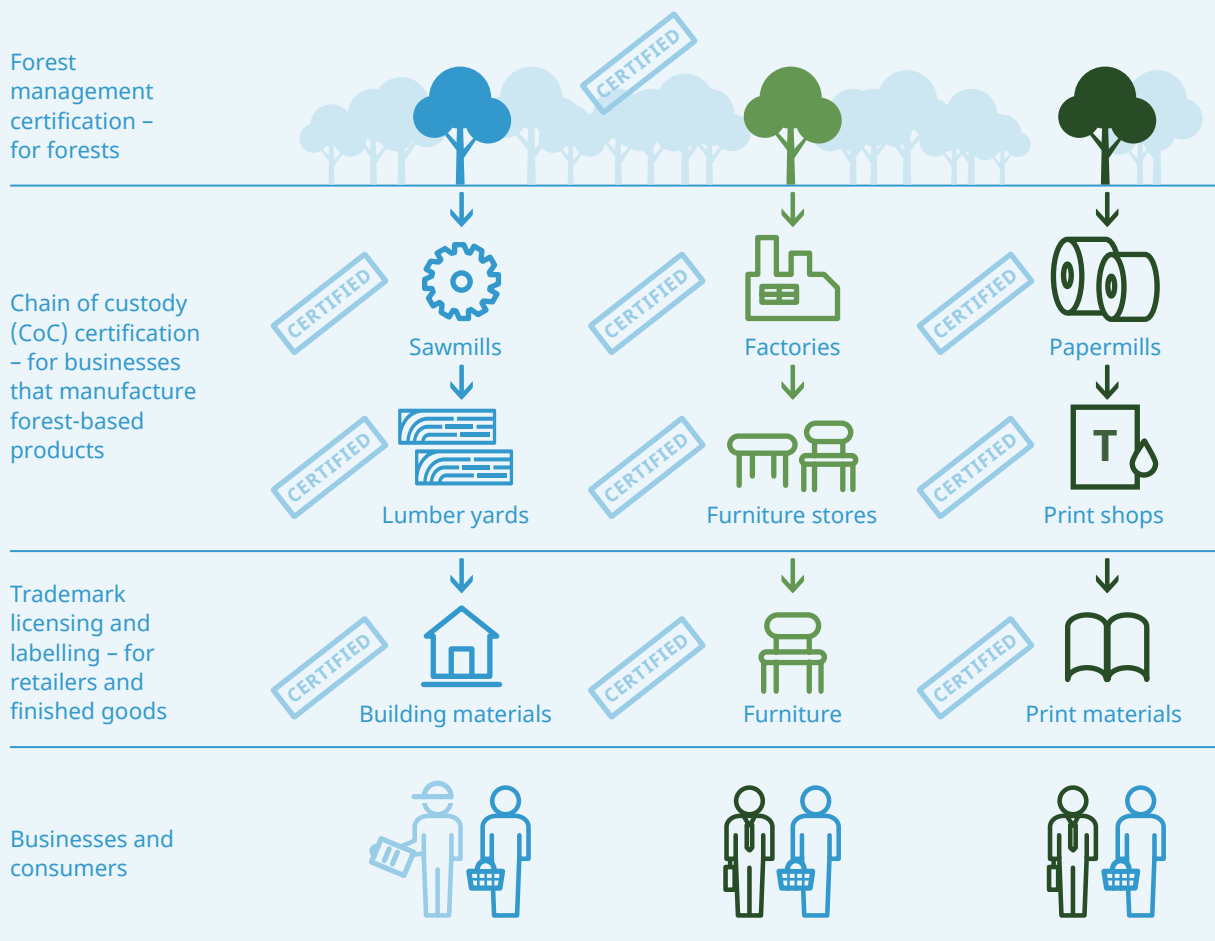 Forest
management
certification –
for forests
CERTIFIED
Chain of custody
(CoC) certification
– for businesses
that manufacture
forest-based
products
CERTIFIED
Sawmills
CERTIFIED
Factories
CERTIFIED
Papermills
CERTIFIED
Lumber yards
CERTIFIED
Furniture stores
CERTIFIED
T
Print shops
Trademark
licensing and
labelling – for
retailers and
finished goods
CERTIFIED
Building materials
CERTIFIED
Furniture
CERTIFIED
Print materials
Businesses and
consumers